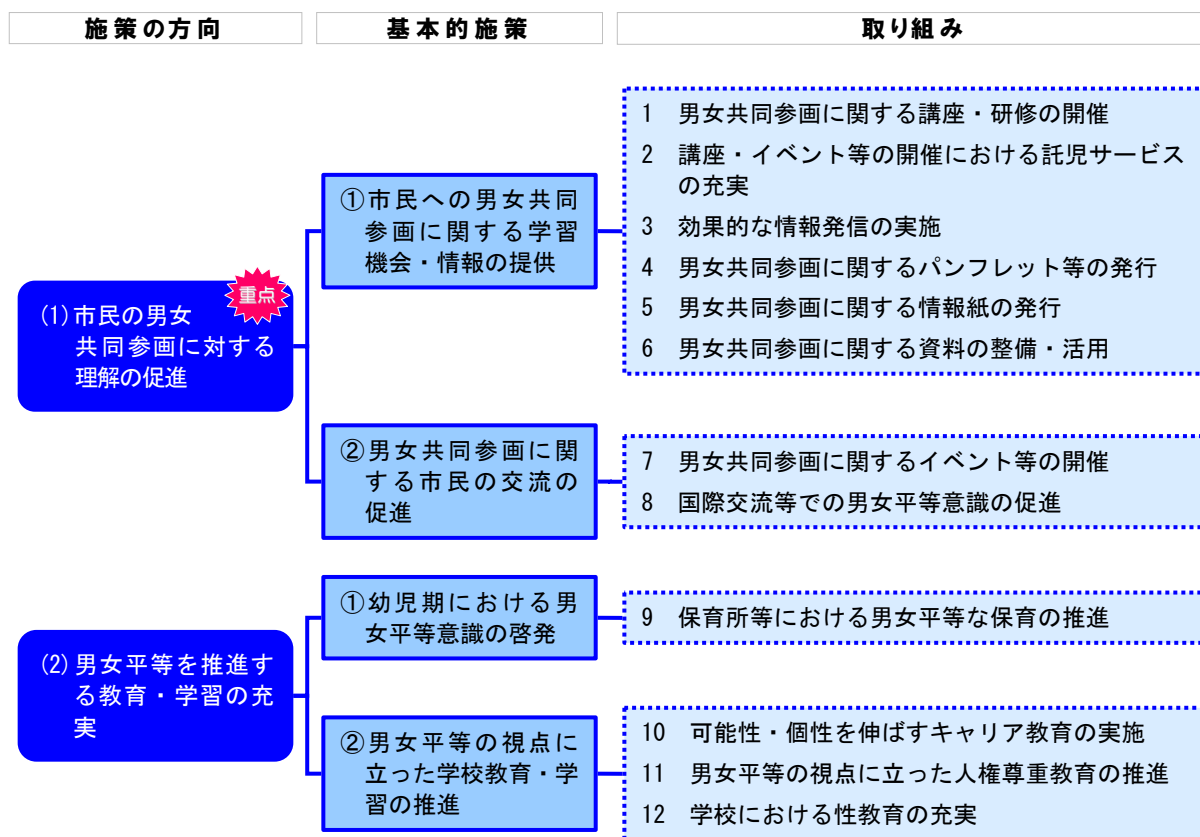 施策の方向
基本的施策
取り組み
重点
(1)市民の男女
共同参画に対する
理解の促進
①市民への男女共同
参画に関する学習
機会・情報の提供
1 男女共同参画に関する講座・研修の開催
2 講座・イベント等の開催における託児サービス
の充実
3 効果的な情報発信の実施
4 男女共同参画に関するパンフレット等の発行
5 男女共同参画に関する情報紙の発行
6 男女共同参画に関する資料の整備・活用
②男女共同参画に関
する市民の交流の
促進
7 男女共同参画に関するイベント等の開催
8 国際交流等での男女平等意識の促進
(2)男女平等を推進す
る教育・学習の充
実
①幼児期における男
女平等意識の啓発
9 保育所等における男女平等な保育の推進
②男女平等の視点に
立った学校教育・学
習の推進
10 可能性・個性を伸ばすキャリア教育の実施
11 男女平等の視点に立った人権尊重教育の推進
12 学校における性教育の充実